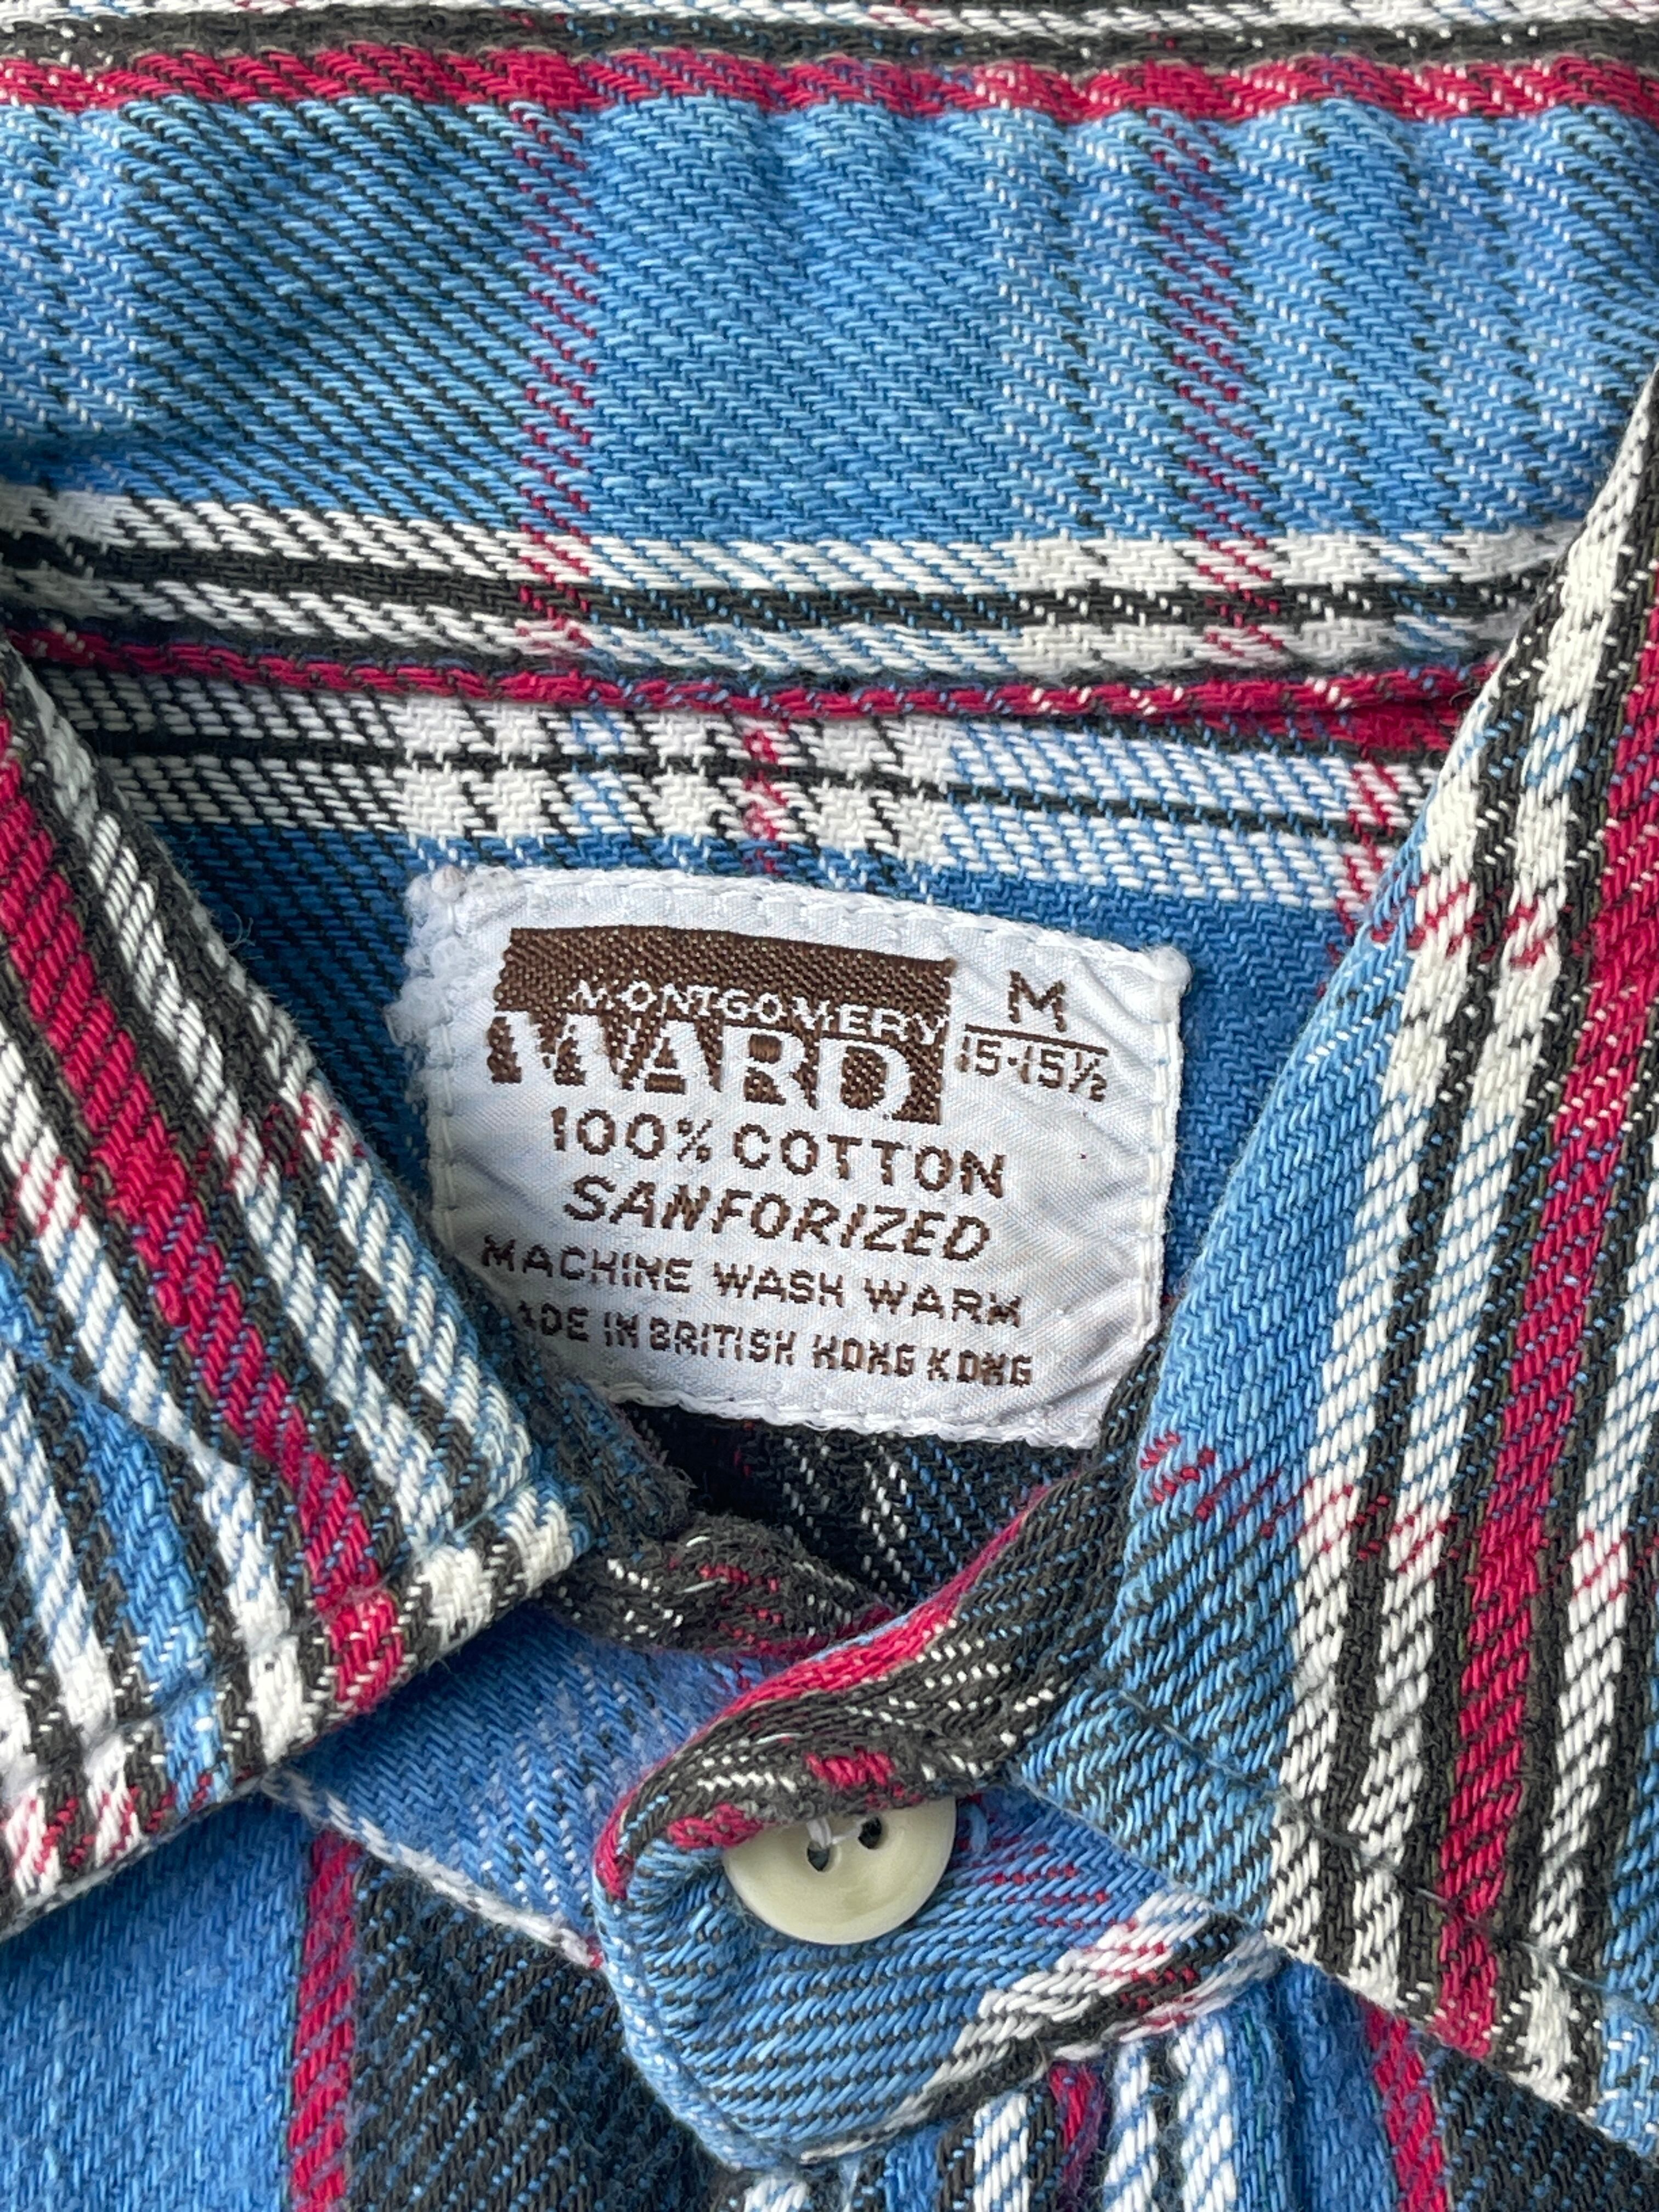 MONTGOMERY
WARD
M
15-15½
100% COTTON
SANFORIZED
MACHINE WASH WARM
ADE IN BRITISH HONG KONG